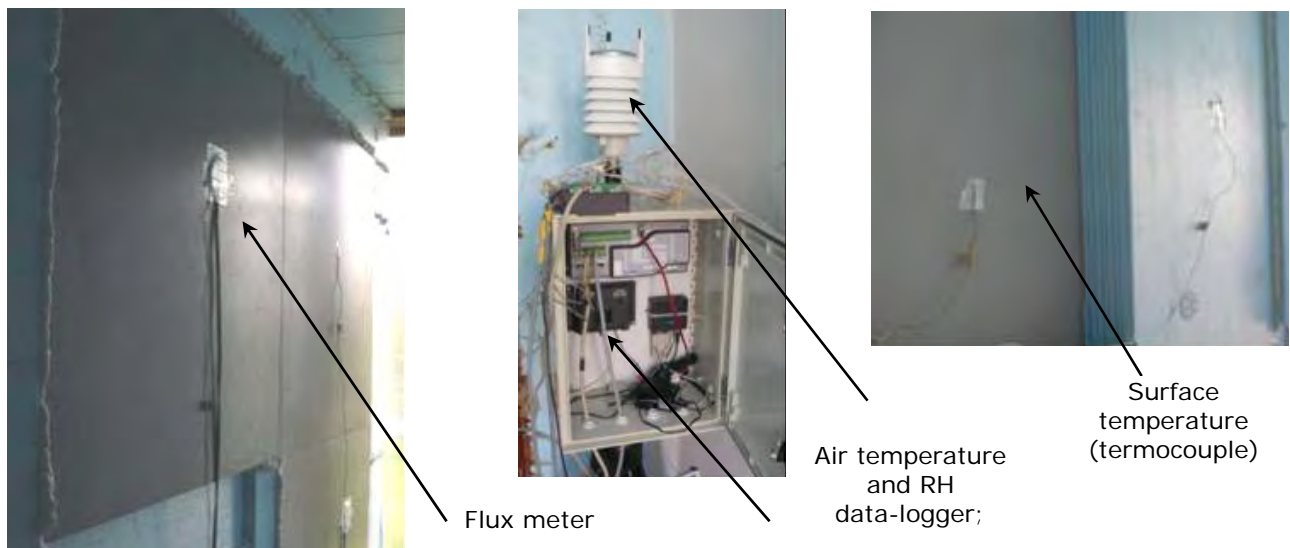 Flux meter
Air temperature
and RH
data-logger;
Surface
temperature
(termocouple)